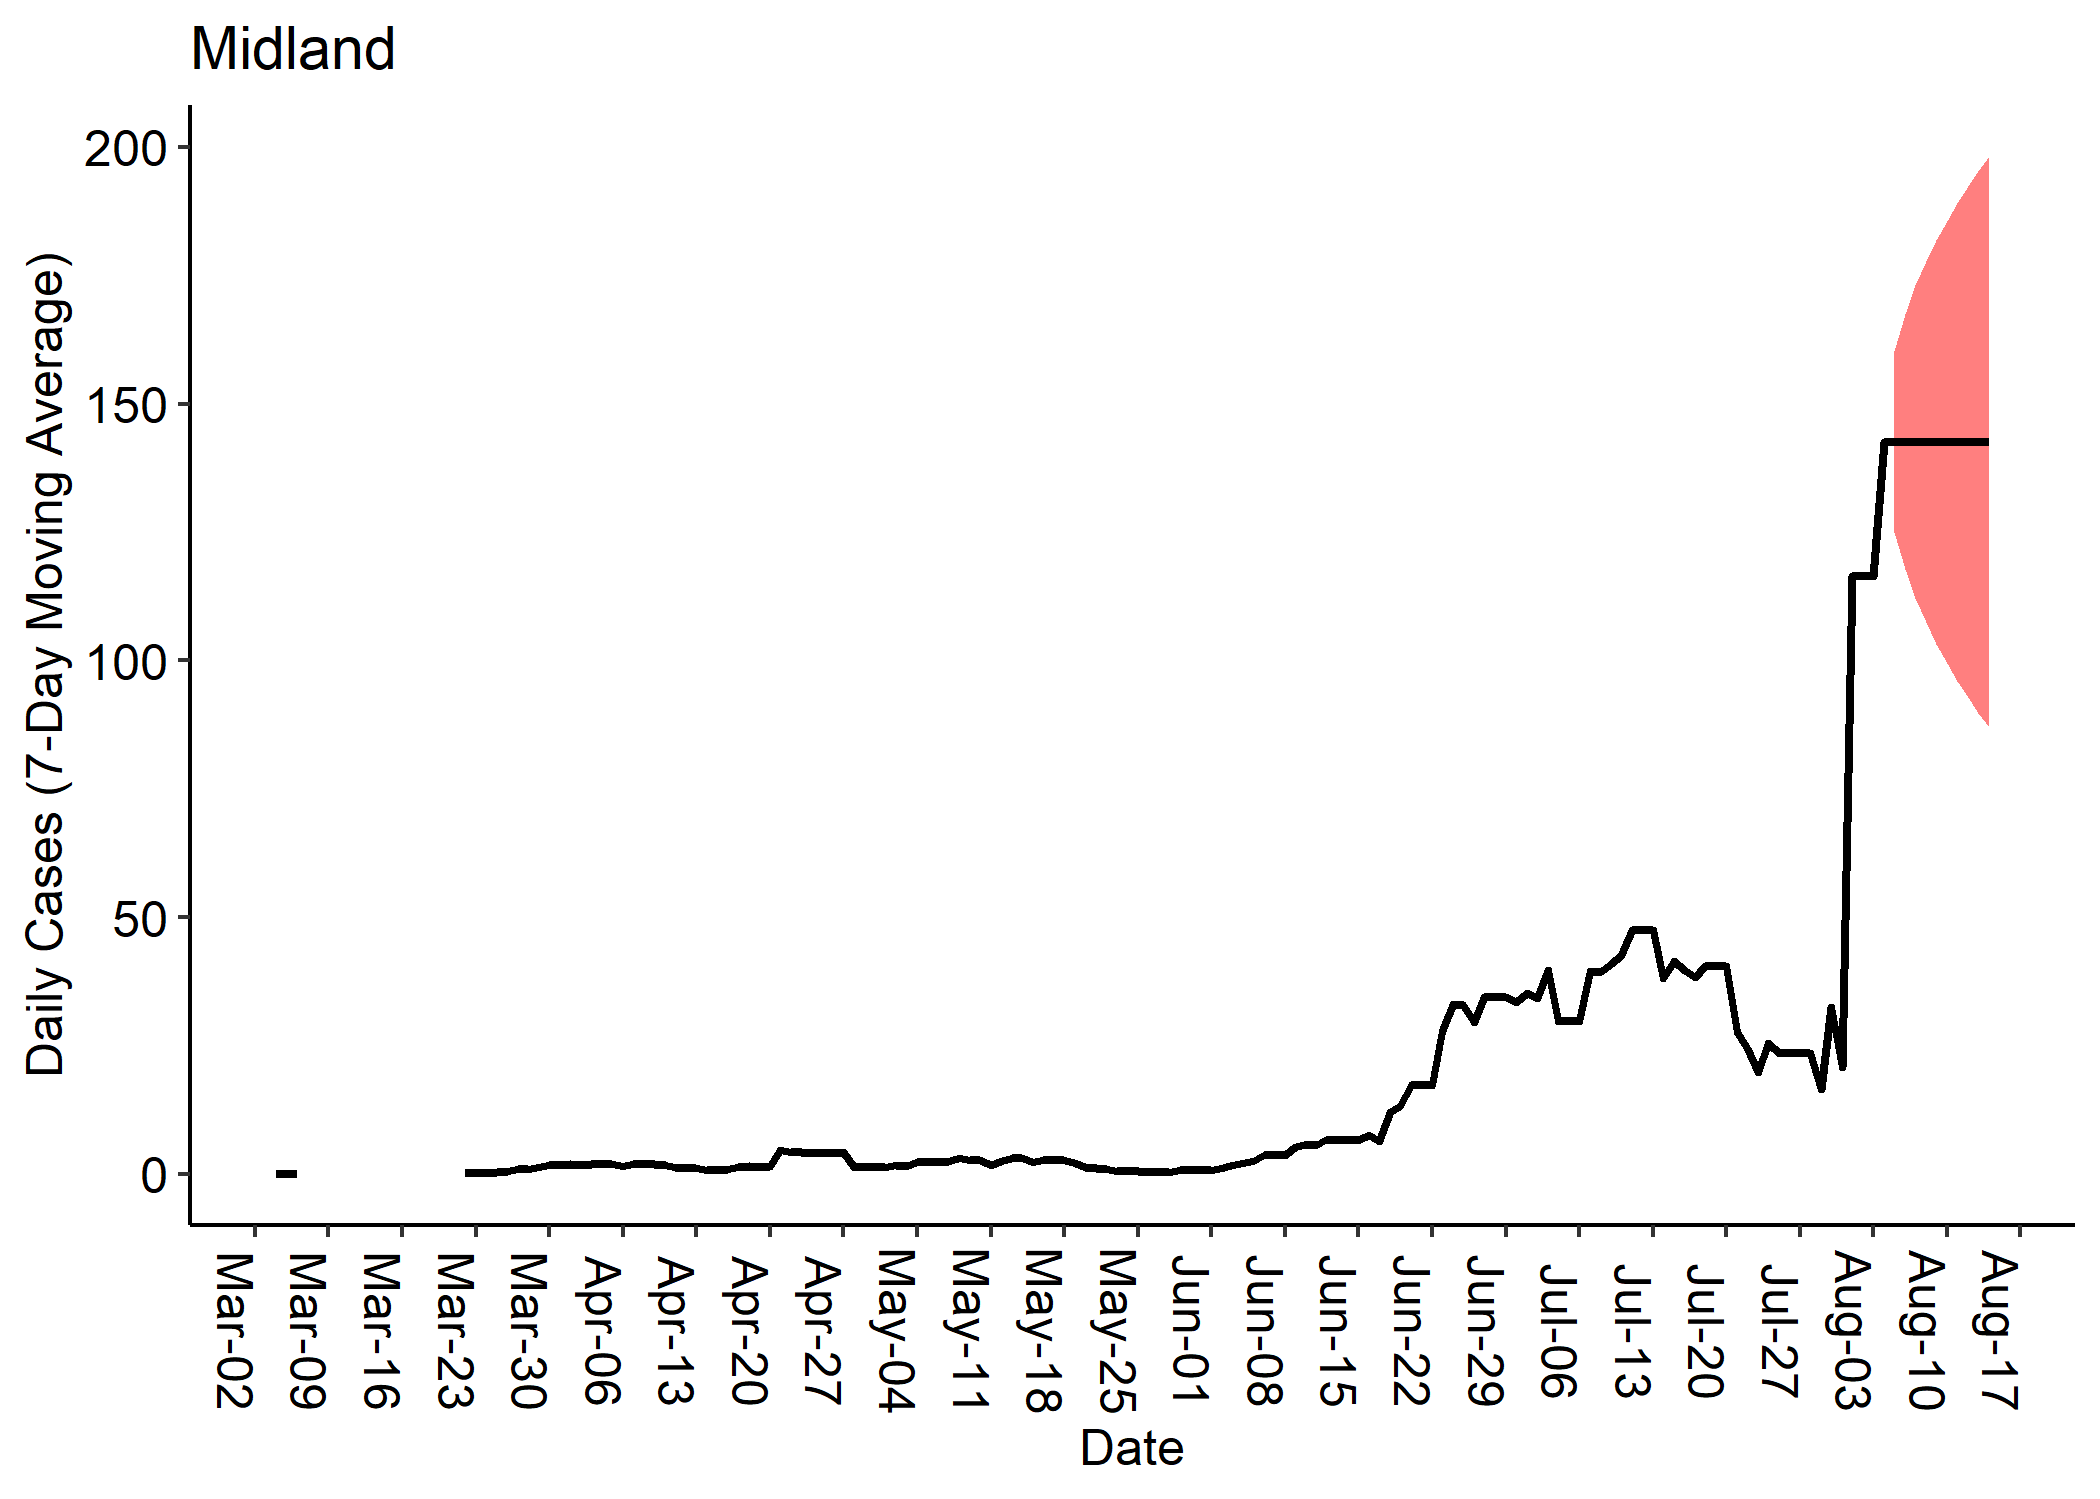 Midland
Daily Cases (7-Day Moving Average)
200
150
100
50
0
Mar-02
Mar-09
Mar-16
Mar-23
Mar-30
Apr-06
Apr-13
Apr-20
Apr-27
May-04
May-11
May-18
May-25
Jun-01
Jun-08
Jun-15
Jun-22
Jun-29
Jul-06
Jul-13
Jul-20
Jul-27
Aug-03
Aug-10
Aug-17
Date